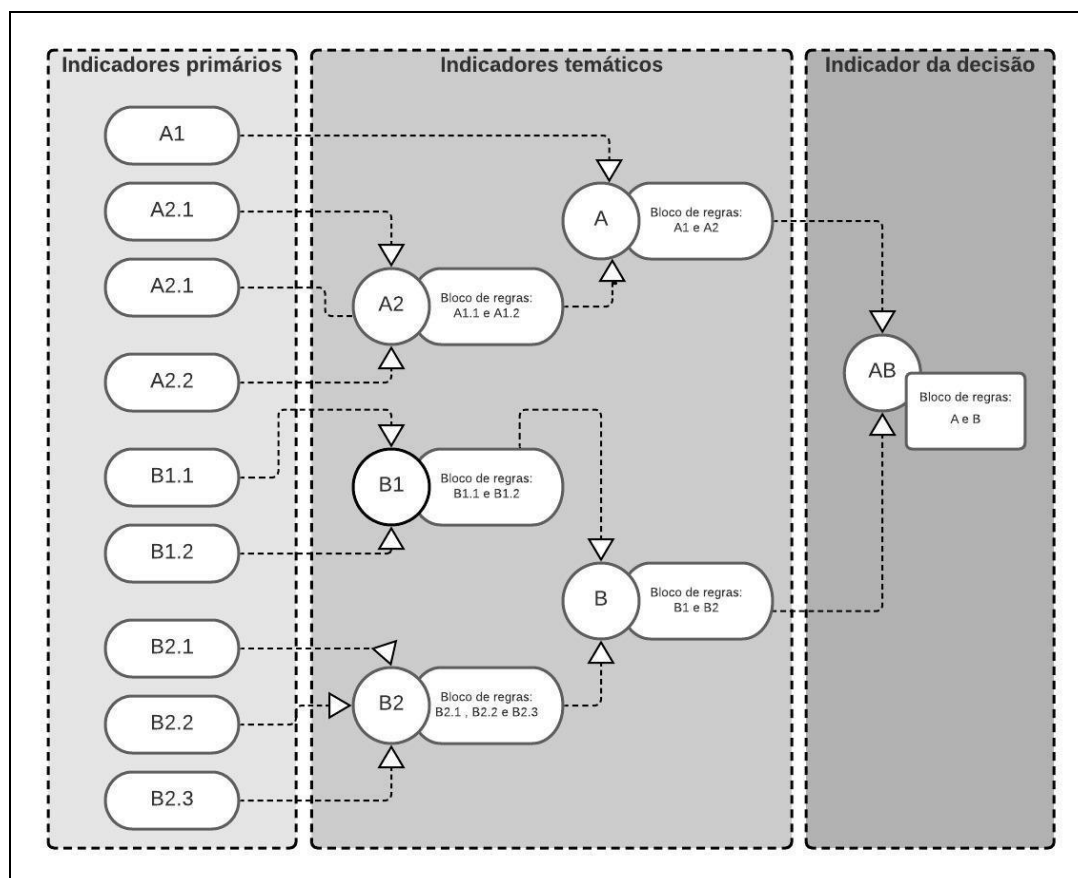 Indicadores primários
Indicadores temáticos
Indicador da decisão
A1
A2.1
A2.1
A2.2
B1.1
B1.2
B2.1
B2.2
B2.3
A
Bloco de regras:
A1 e A2
A2
Bloco de regras:
A1.1 e A1.2
B1
Bloco de regras:
B1.1 e B1.2
B
Bloco de regras:
B1 e B2
B2
Bloco de regras:
B2.1 , B2.2 e B2.3
AB
Bloco de regras:
A e B